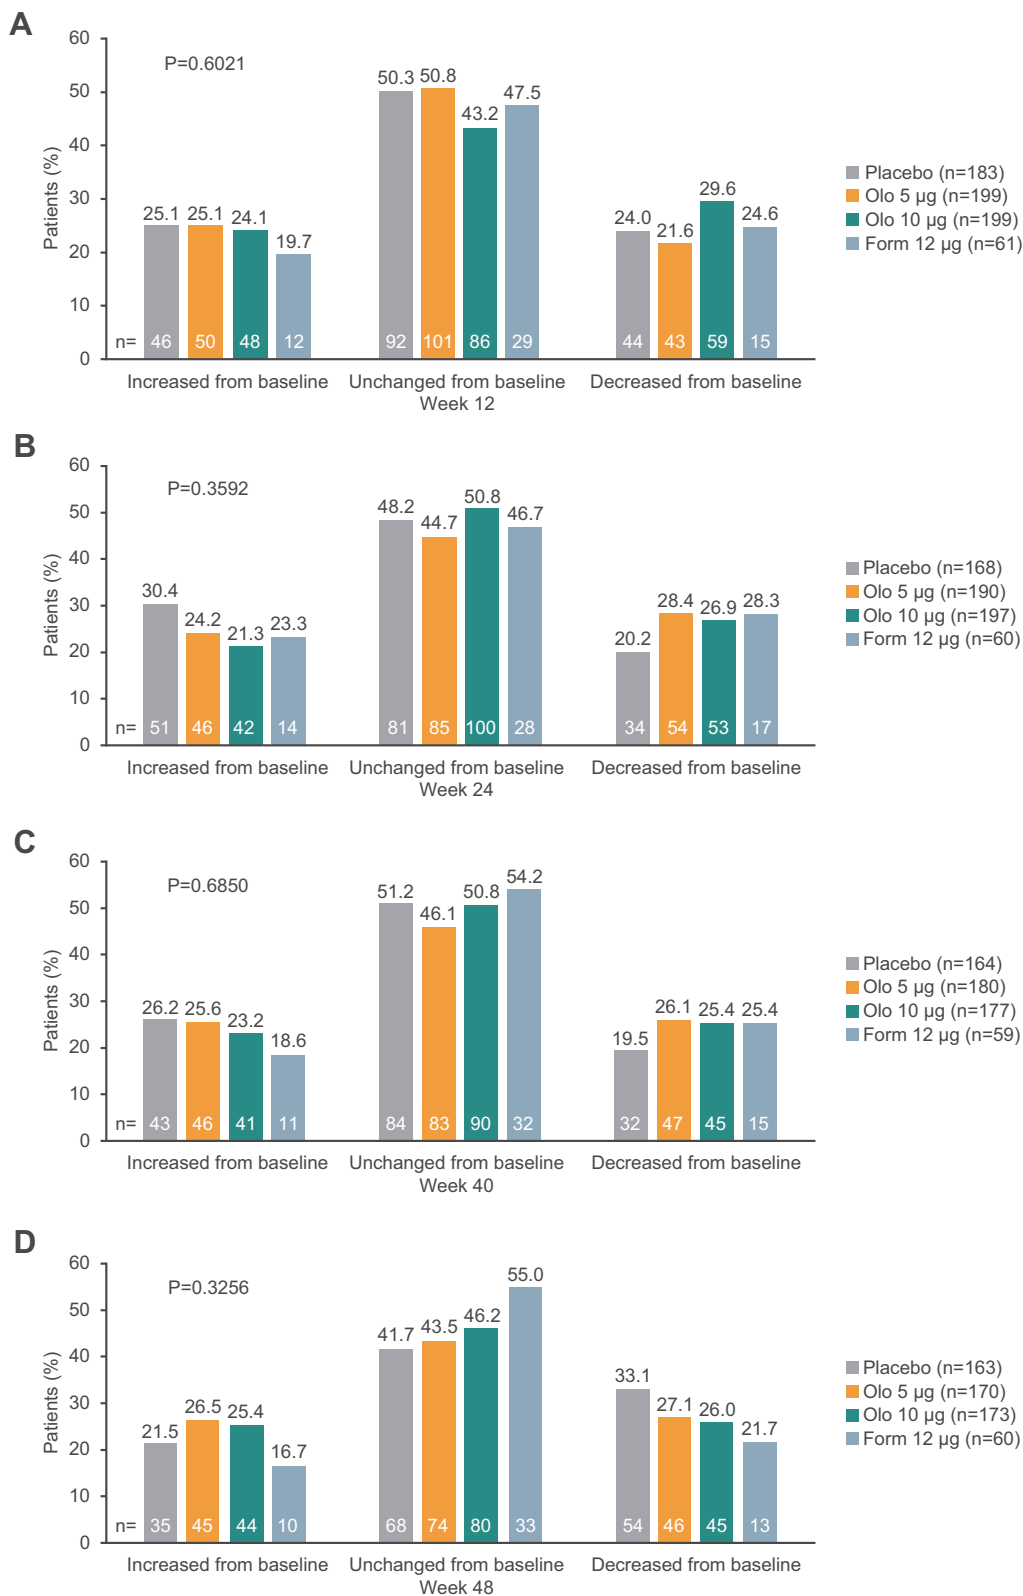 A
60
50
40
30
20
10
0
Patients (%)
P=0.6021
25.1 25.1 24.1 19.7
50.3 50.8 43.2 47.5
24.0 21.6 29.6 24.6
n= 46 50 48 12 92 101 86 29 44 43 59 15
Increased from baseline Unchanged from baseline Decreased from baseline
Week 12
Placebo (n=183)
Olo 5 µg (n=199)
Olo 10 µg (n=199)
Form 12 µg (n=61)
B
60
50
40
30
20
10
0
Patients (%)
P=0.3592
30.4 24.2 21.3 23.3
48.2 44.7 50.8 46.7
20.2 28.4 26.9 28.3
n= 51 46 42 14 81 85 100 28 34 54 53 17
Increased from baseline Unchanged from baseline Decreased from baseline
Week 24
Placebo (n=168)
Olo 5 µg (n=190)
Olo 10 µg (n=197)
Form 12 µg (n=60)
C
60
50
40
30
20
10
0
Patients (%)
P=0.6850
26.2 25.6 23.2 18.6
51.2 46.1 50.8 54.2
19.5 26.1 25.4 25.4
n= 43 46 41 11 84 83 90 32 32 47 45 15
Increased from baseline Unchanged from baseline Decreased from baseline
Week 40
Placebo (n=164)
Olo 5 µg (n=180)
Olo 10 µg (n=177)
Form 12 µg (n=59)
D
60
50
40
30
20
10
0
Patients (%)
P=0.3256
21.5 26.5 25.4 16.7
41.7 43.5 46.2 55.0
33.1 27.1 26.0 21.7
n= 35 45 44 10 68 74 80 33 54 46 45 13
Increased from baseline Unchanged from baseline Decreased from baseline
Week 48
Placebo (n=163)
Olo 5 µg (n=170)
Olo 10 µg (n=173)
Form 12 µg (n=60)